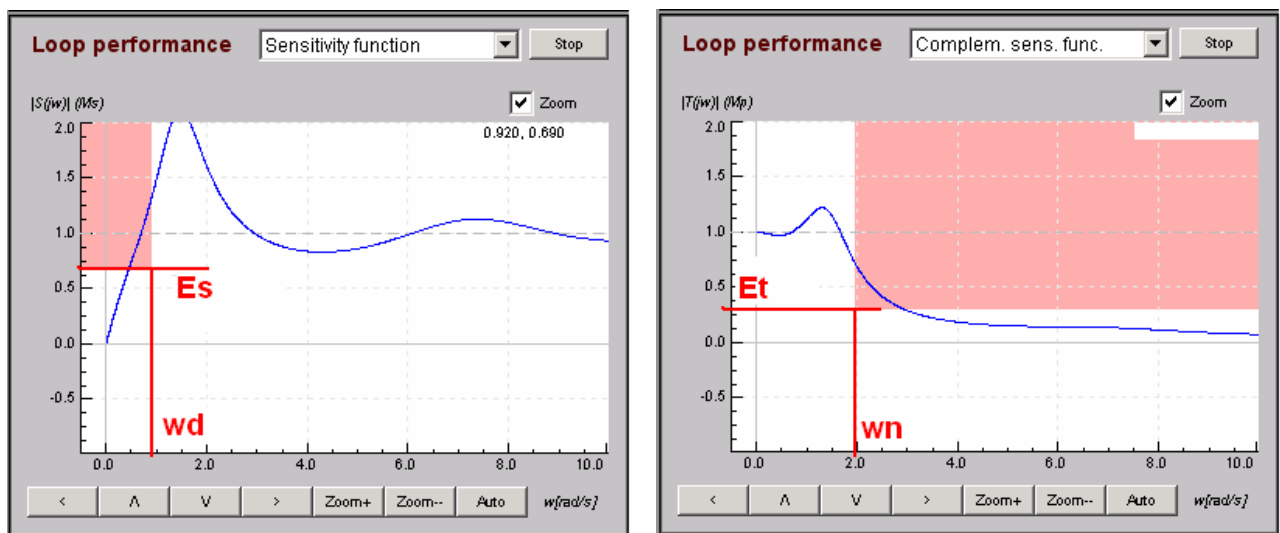 Loop performance Sensitivity function Stop
|S(jw)| (Ms) Zoom
2.0
0.920, 0.690
1.5
1.0
Es
0.5
0.0
-0.5
wd
0.0 2.0 4.0 6.0 8.0 10.0
< Λ V > Zoom+ Zoom-- Auto w[rad/s]
Loop performance Complem. sens. func. Stop
|T(jw)| (Mp) Zoom
2.0
1.5
1.0
0.5 Et
0.0
-0.5
wn
0.0 2.0 4.0 6.0 8.0 10.0
< Λ V > Zoom+ Zoom-- Auto w[rad/s]